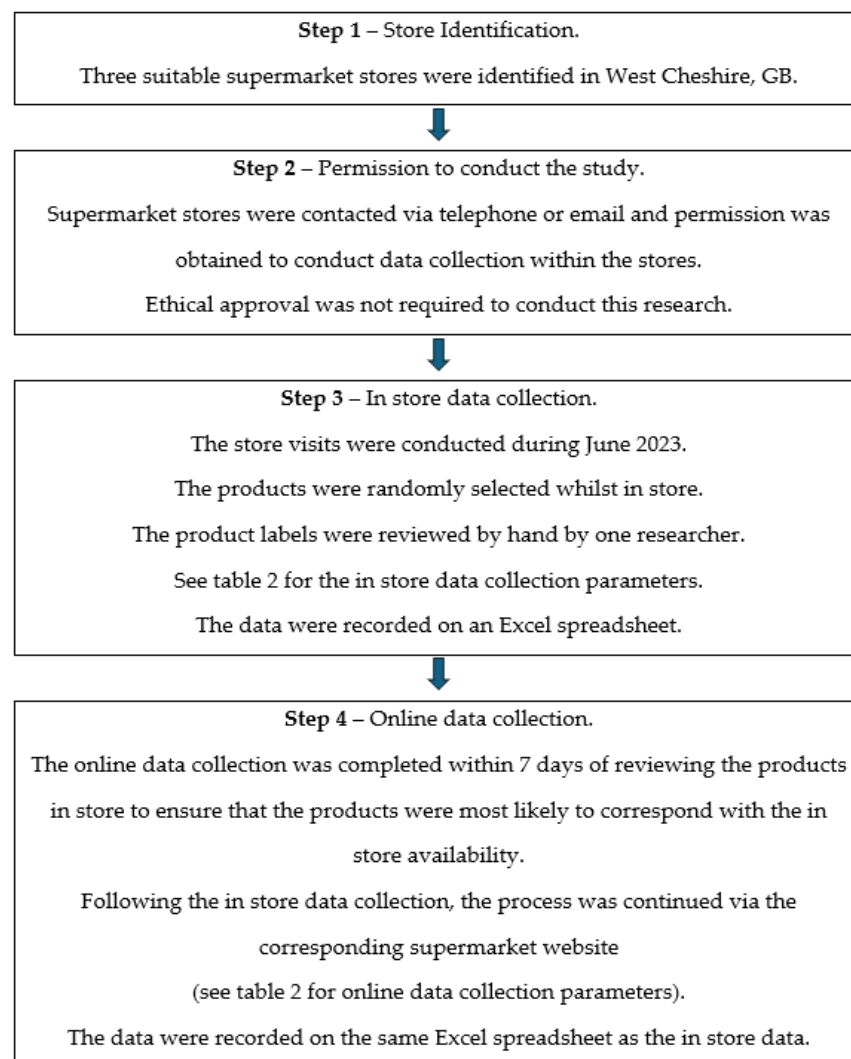 Step 1 – Store Identification.
Three suitable supermarket stores were identified in West Cheshire, GB.
Step 2 – Permission to conduct the study.
Supermarket stores were contacted via telephone or email and permission was
obtained to conduct data collection within the stores.
Ethical approval was not required to conduct this research.
Step 3 – In store data collection.
The store visits were conducted during June 2023.
The products were randomly selected whilst in store.
The product labels were reviewed by hand by one researcher.
See table 2 for the in store data collection parameters.
The data were recorded on an Excel spreadsheet.
Step 4 – Online data collection.
The online data collection was completed within 7 days of reviewing the products
in store to ensure that the products were most likely to correspond with the in
store availability.
Following the in store data collection, the process was continued via the
corresponding supermarket website
(see table 2 for online data collection parameters).
The data were recorded on the same Excel spreadsheet as the in store data.